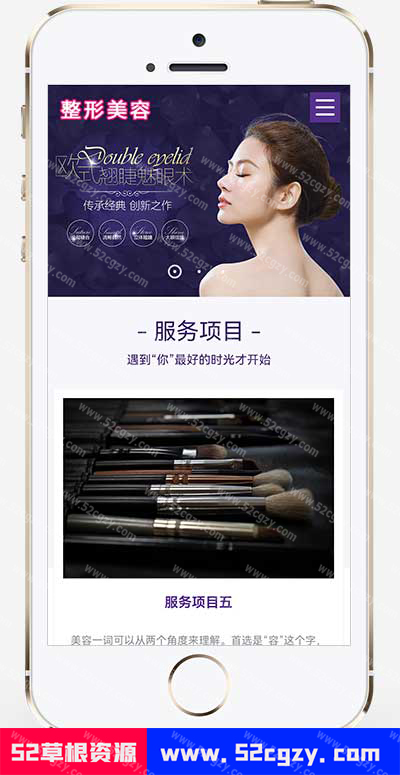 整形美容
Double eyelid
欧式翘睫魅眼术
传承经典 创新之作
- 服务项目 -
遇到“你”最好的时光才开始
服务项目五
美容一词可以从两个角度来理解。首选是“容”这个字,
52草根资源
www.52cgzy.com